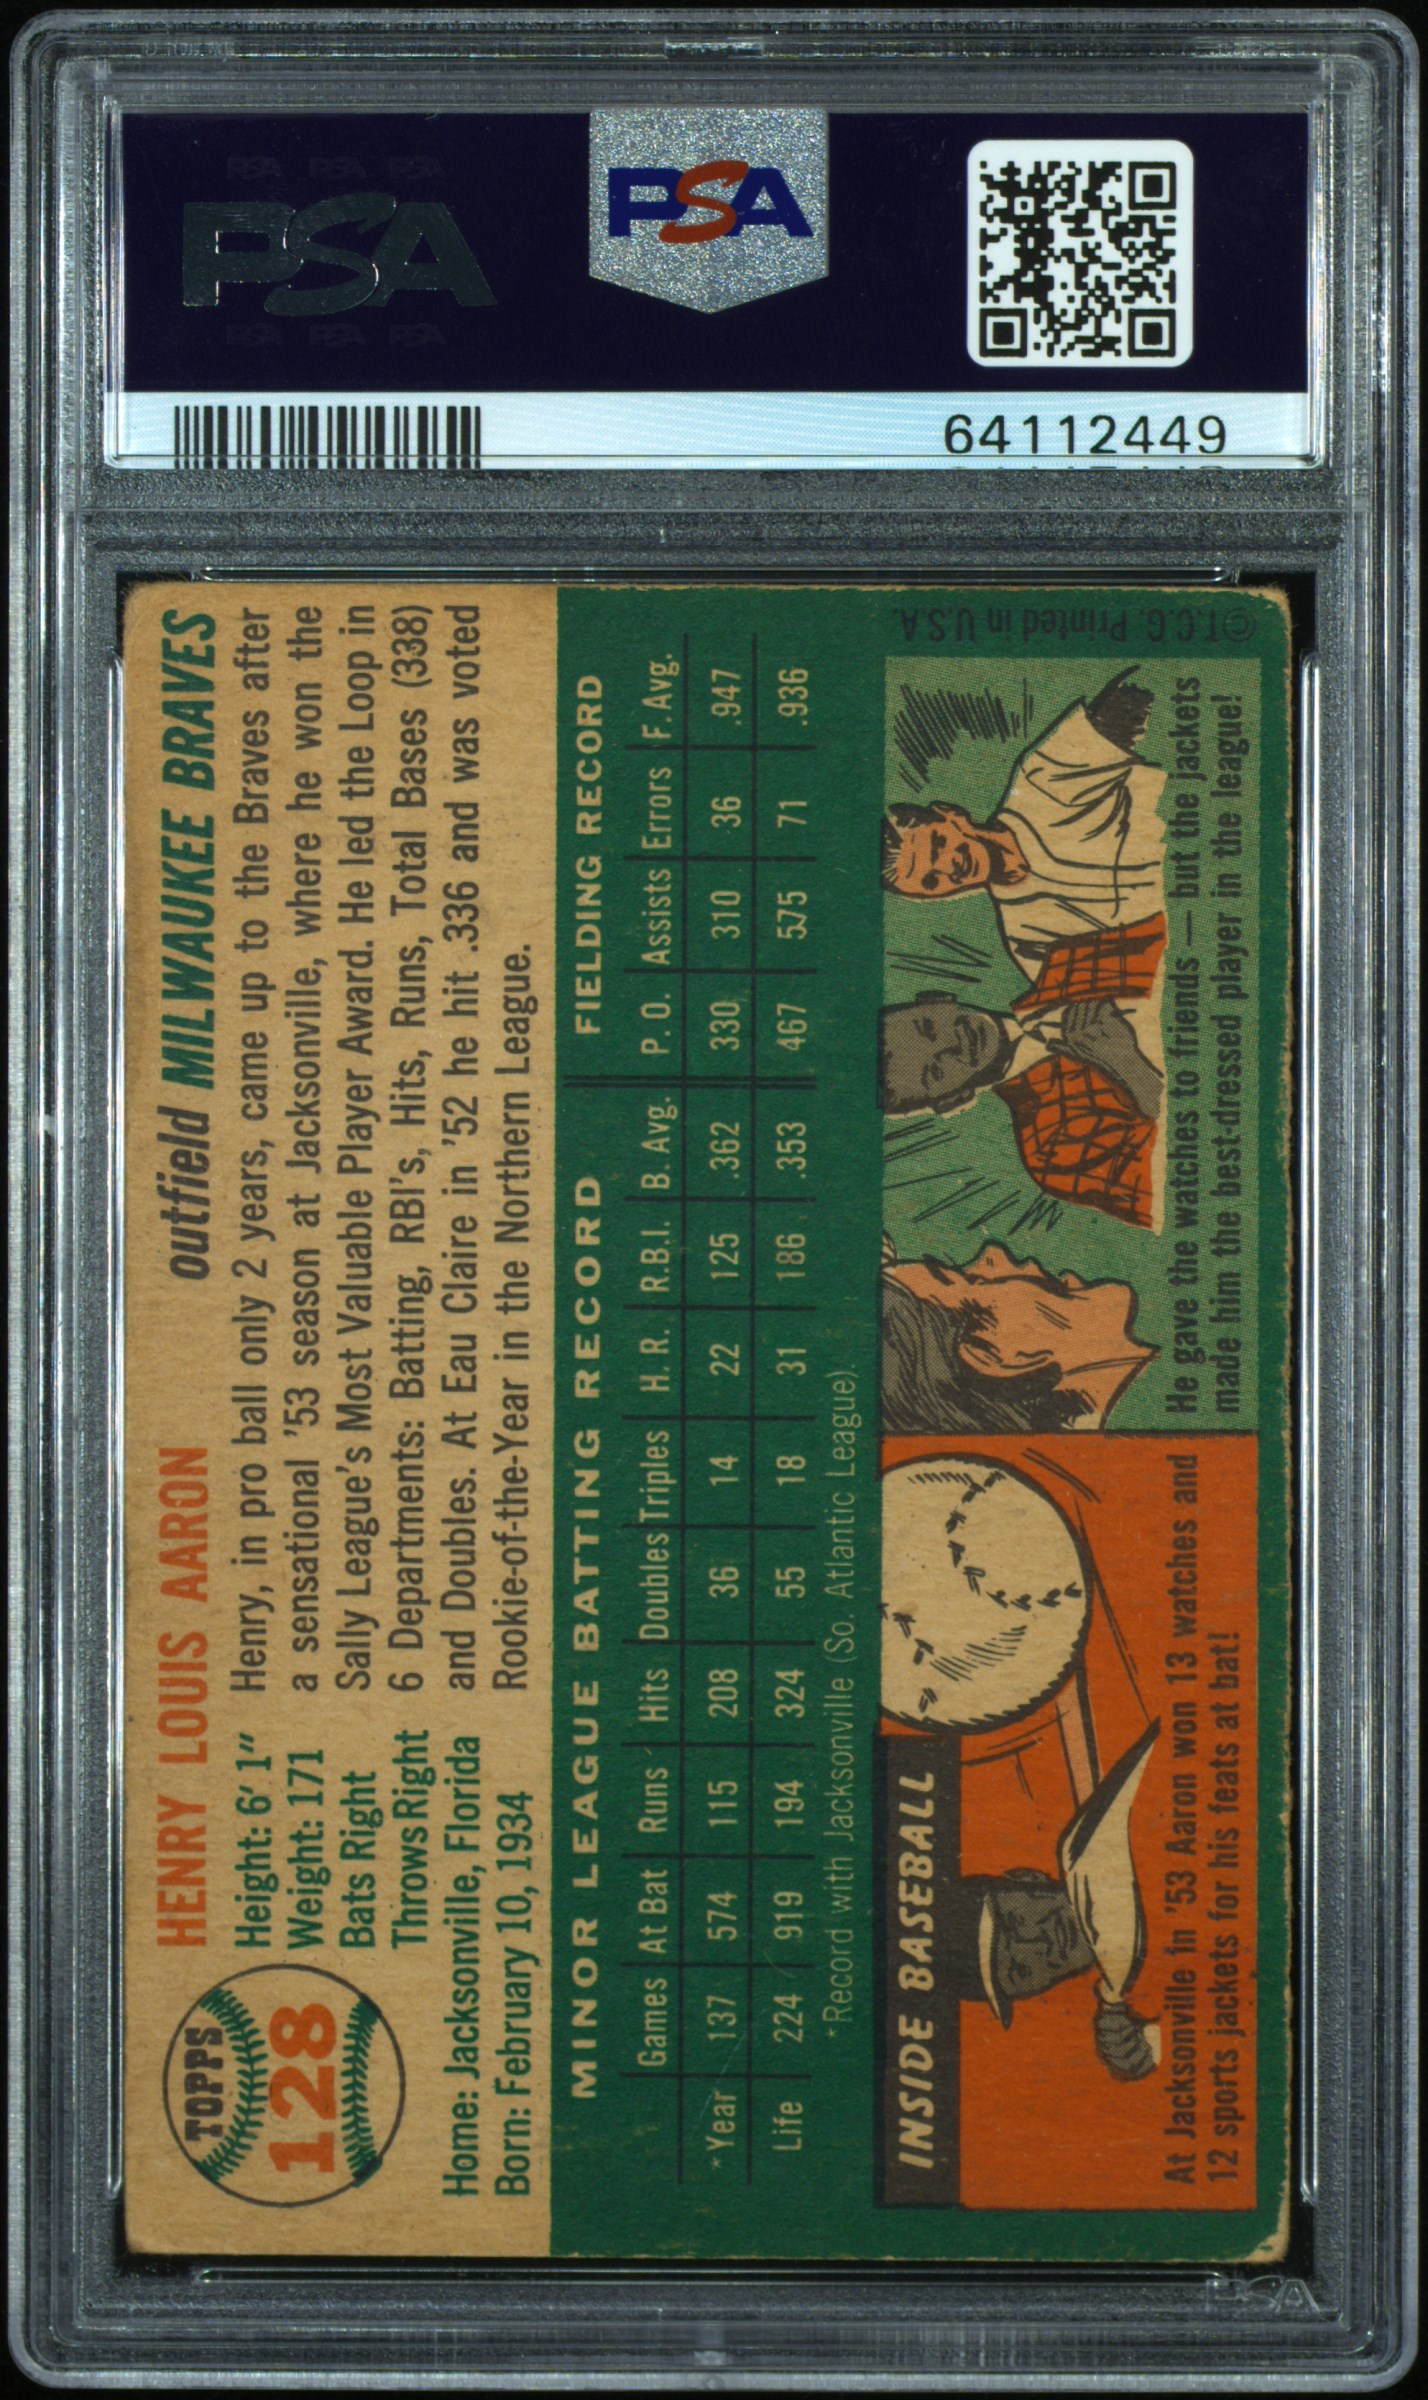 PSA PSA PSA
PSA
PSA PSA PSA
PSA
64112449
TOPPS
128
HENRY LOUIS AARON
outfield MILWAUKEE BRAVES
Height: 6' 1"
Weight: 171
Bats Right
Throws Right
Home: Jacksonville, Florida
Born: February 10, 1934
Henry, in pro ball only 2 years, came up to the Braves after
a sensational '53 season at Jacksonville, where he won the
Sally League's Most Valuable Player Award. He led the Loop in
6 Departments: Batting, RBI's, Hits, Runs, Total Bases (338)
and Doubles. At Eau Claire in '52 he hit .336 and was voted
Rookie-of-the-Year in the Northern League.
MINOR LEAGUE BATTING RECORD FIELDING RECORD
Games At Bat Runs Hits Doubles Triples H. R. R.B.I. B. Avg. P. O. Assists Errors F. Avg.
*Year 137 574 115 208 36 14 22 125 .362 330 310 36 .947
Life 224 919 194 324 55 18 31 186 .353 467 575 71 .936
*Record with Jacksonville (So. Atlantic League).
INSIDE BASEBALL
At Jacksonville in '53 Aaron won 13 watches and
12 sports jackets for his feats at bat!
He gave the watches to friends — but the jackets
made him the best-dressed player in the league!
©T.C.G. Printed in U.S.A.
PSA